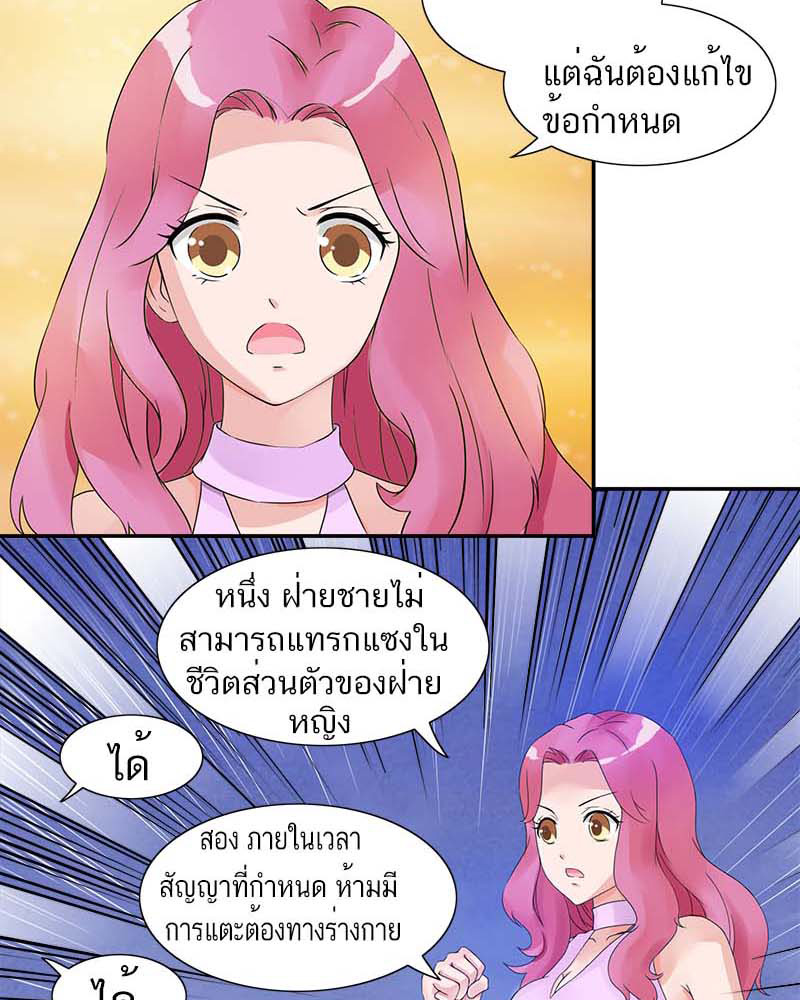 แต่ฉันต้องแก้ไข
ข้อกำหนด
หนึ่ง ฝ่ายชายไม่
สามารถแทรกแซงใน
ชีวิตส่วนตัวของฝ่าย
หญิง
ได้
สอง ภายในเวลา
สัญญาที่กำหนด ห้ามมี
การแตะต้องทางร่างกาย
ได้